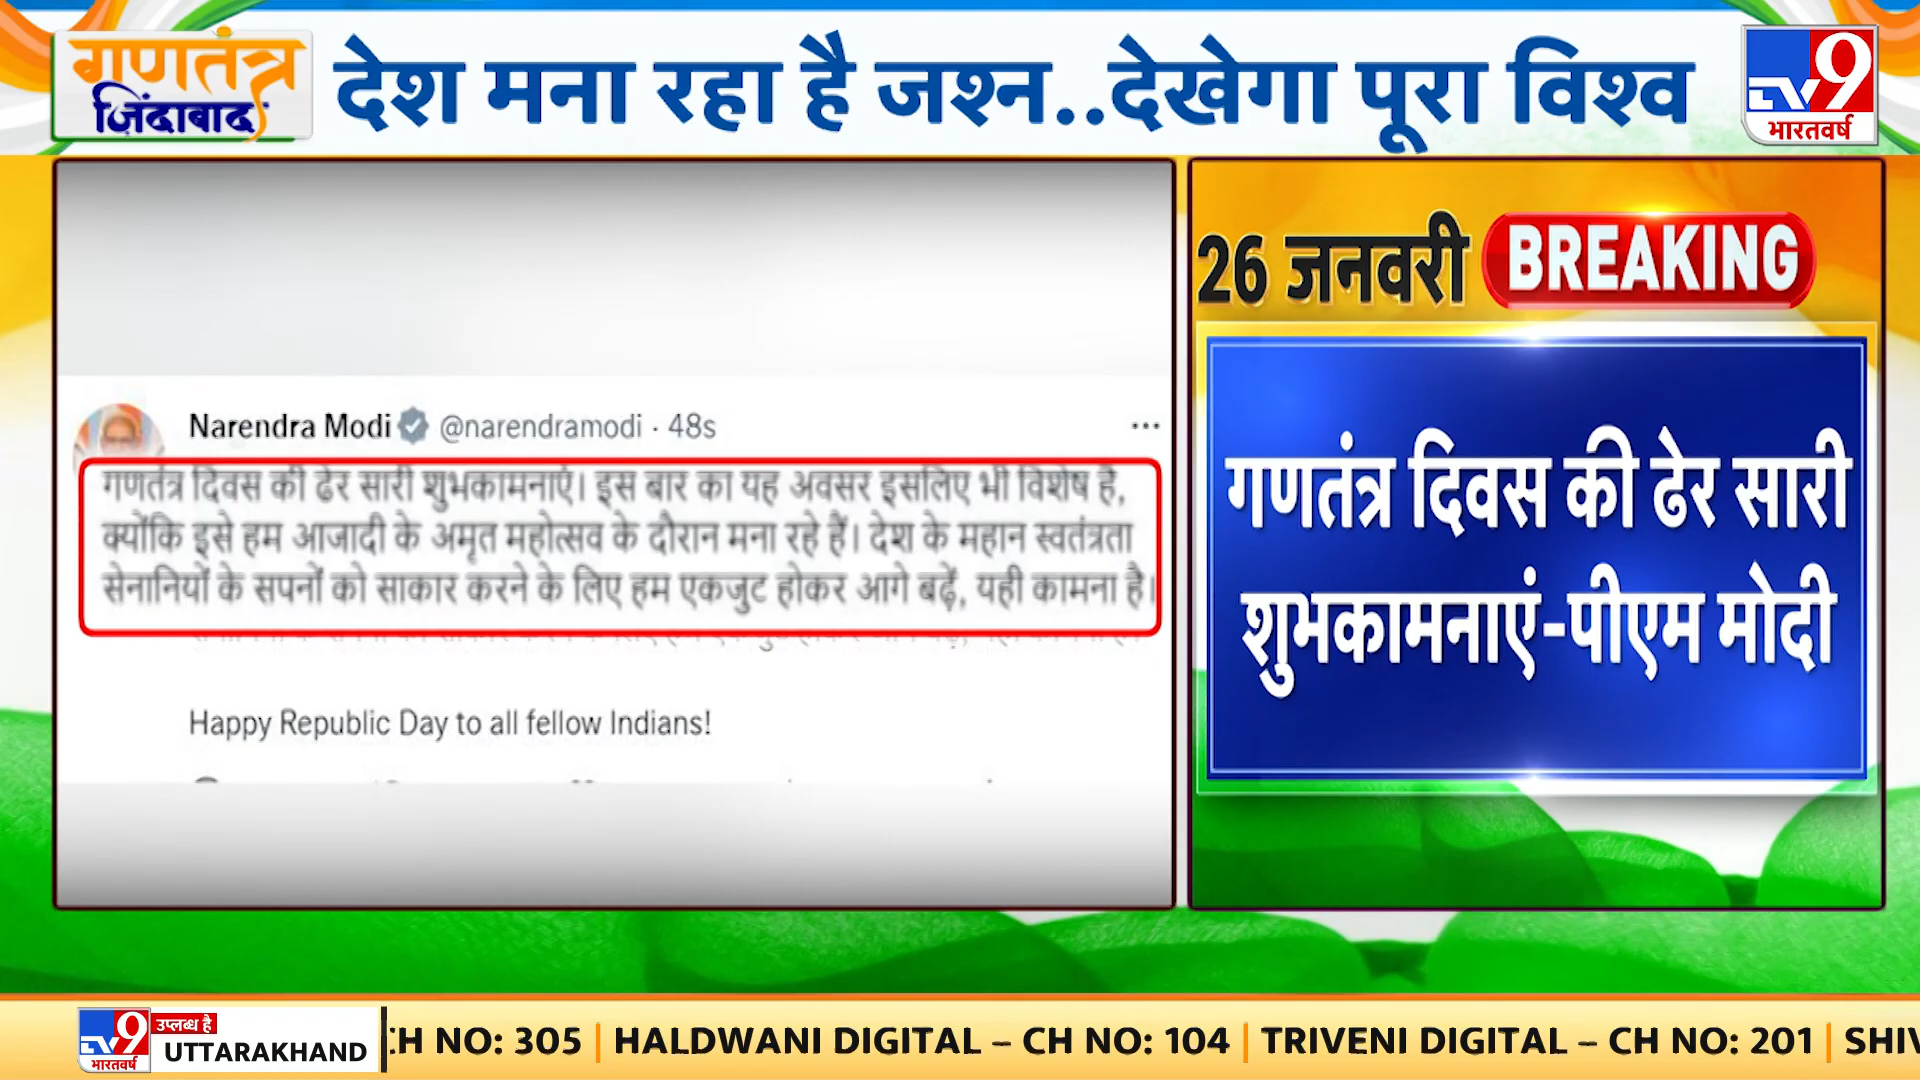 गणतंत्र
ज़िंदाबाद
देश मना रहा है जश्न..देखेगा पूरा विश्व
TV9
भारतवर्ष
Narendra Modi @narendramodi · 48s
गणतंत्र दिवस की ढेर सारी शुभकामनाएं। इस बार का यह अवसर इसलिए भी विशेष है,
क्योंकि इसे हम आजादी के अमृत महोत्सव के दौरान मना रहे हैं। देश के महान स्वतंत्रता
सेनानियों के सपनों को साकार करने के लिए हम एकजुट होकर आगे बढ़ें, यही कामना है।
Happy Republic Day to all fellow Indians!
26 जनवरी BREAKING
गणतंत्र दिवस की ढेर सारी
शुभकामनाएं-पीएम मोदी
TV9
भारतवर्ष
उपलब्ध है
UTTARAKHAND
CH NO: 305 | HALDWANI DIGITAL – CH NO: 104 | TRIVENI DIGITAL – CH NO: 201 |